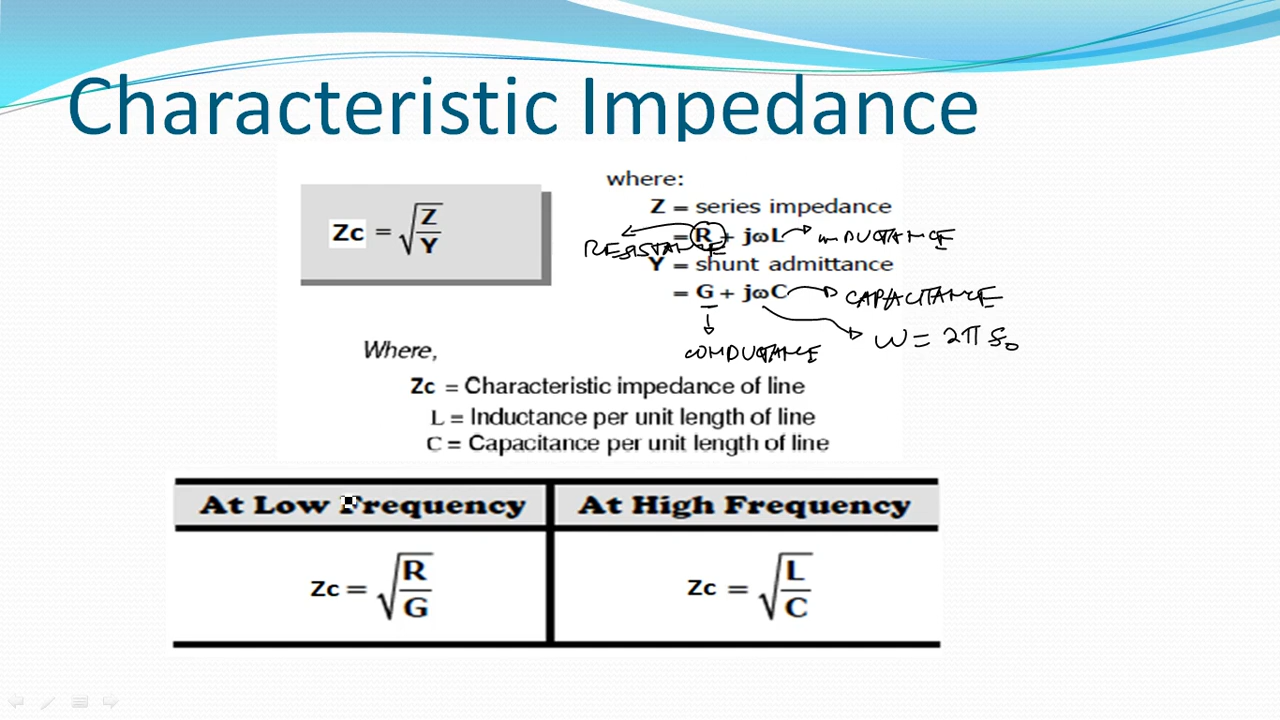 Characteristic Impedance
Zc = √Z/Y
where:
Z = series impedance
= R + jωL → INDUCTANCE
RESISTANCE
Y = shunt admittance
= G + jωC → CAPACITANCE
ω = 2π f₀
CONDUCTANCE
Where,
Zc = Characteristic impedance of line
L = Inductance per unit length of line
C = Capacitance per unit length of line
At Low Frequency At High Frequency
Zc = √R/G Zc = √L/C